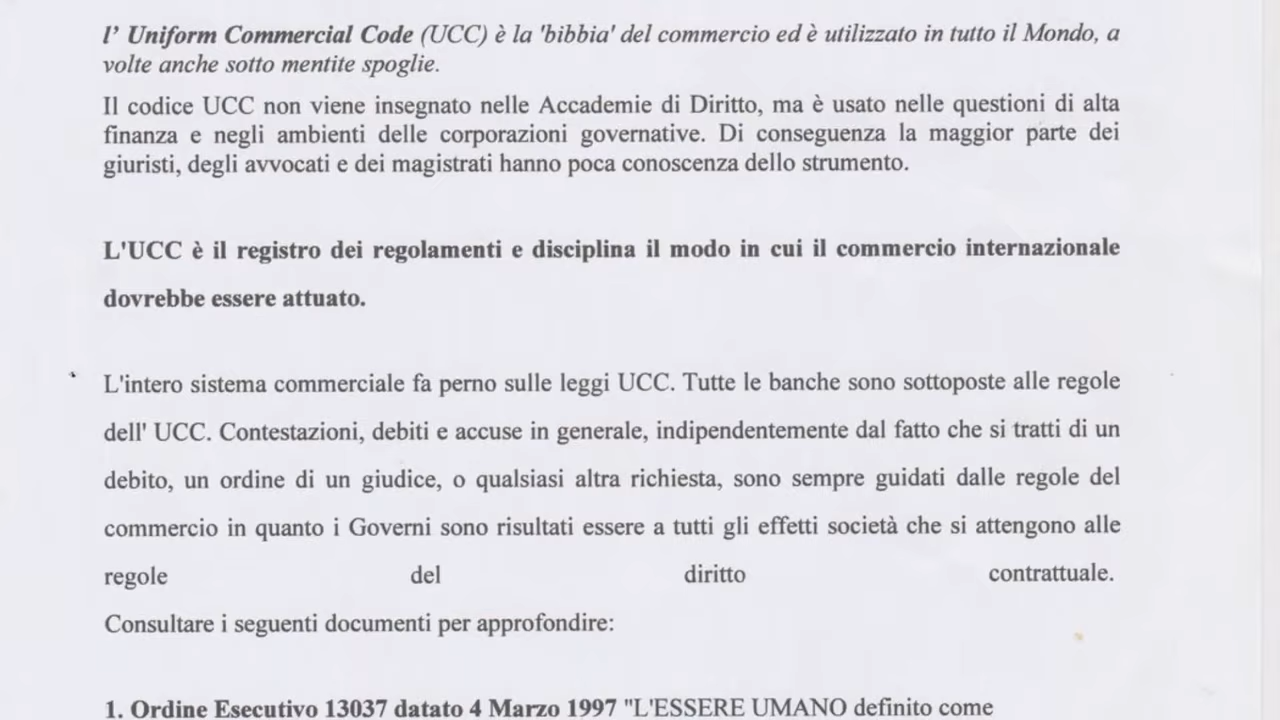 l’ Uniform Commercial Code (UCC) è la 'bibbia' del commercio ed è utilizzato in tutto il Mondo, a
volte anche sotto mentite spoglie.
Il codice UCC non viene insegnato nelle Accademie di Diritto, ma è usato nelle questioni di alta
finanza e negli ambienti delle corporazioni governative. Di conseguenza la maggior parte dei
giuristi, degli avvocati e dei magistrati hanno poca conoscenza dello strumento.
L'UCC è il registro dei regolamenti e disciplina il modo in cui il commercio internazionale
dovrebbe essere attuato.
L'intero sistema commerciale fa perno sulle leggi UCC. Tutte le banche sono sottoposte alle regole
dell' UCC. Contestazioni, debiti e accuse in generale, indipendentemente dal fatto che si tratti di un
debito, un ordine di un giudice, o qualsiasi altra richiesta, sono sempre guidati dalle regole del
commercio in quanto i Governi sono risultati essere a tutti gli effetti società che si attengono alle
regole del diritto contrattuale.
Consultare i seguenti documenti per approfondire:
1. Ordine Esecutivo 13037 datato 4 Marzo 1997 "L'ESSERE UMANO definito come